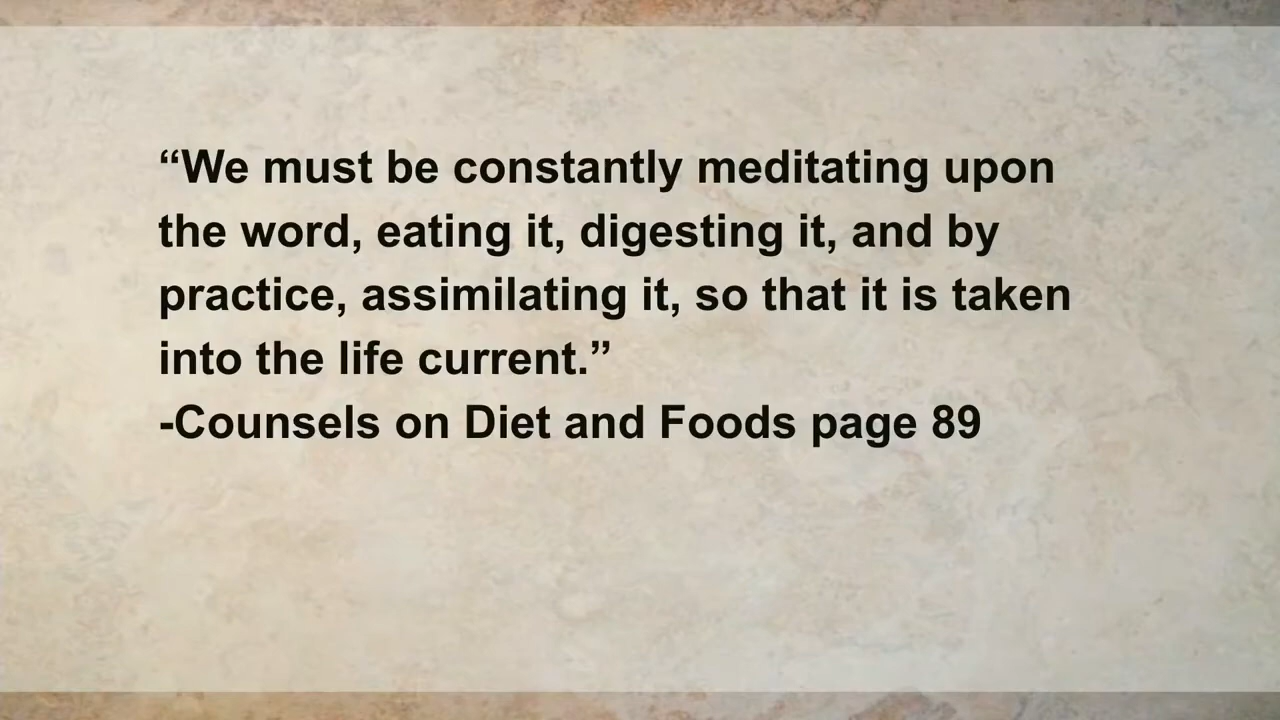 “We must be constantly meditating upon
the word, eating it, digesting it, and by
practice, assimilating it, so that it is taken
into the life current.”
-Counsels on Diet and Foods page 89